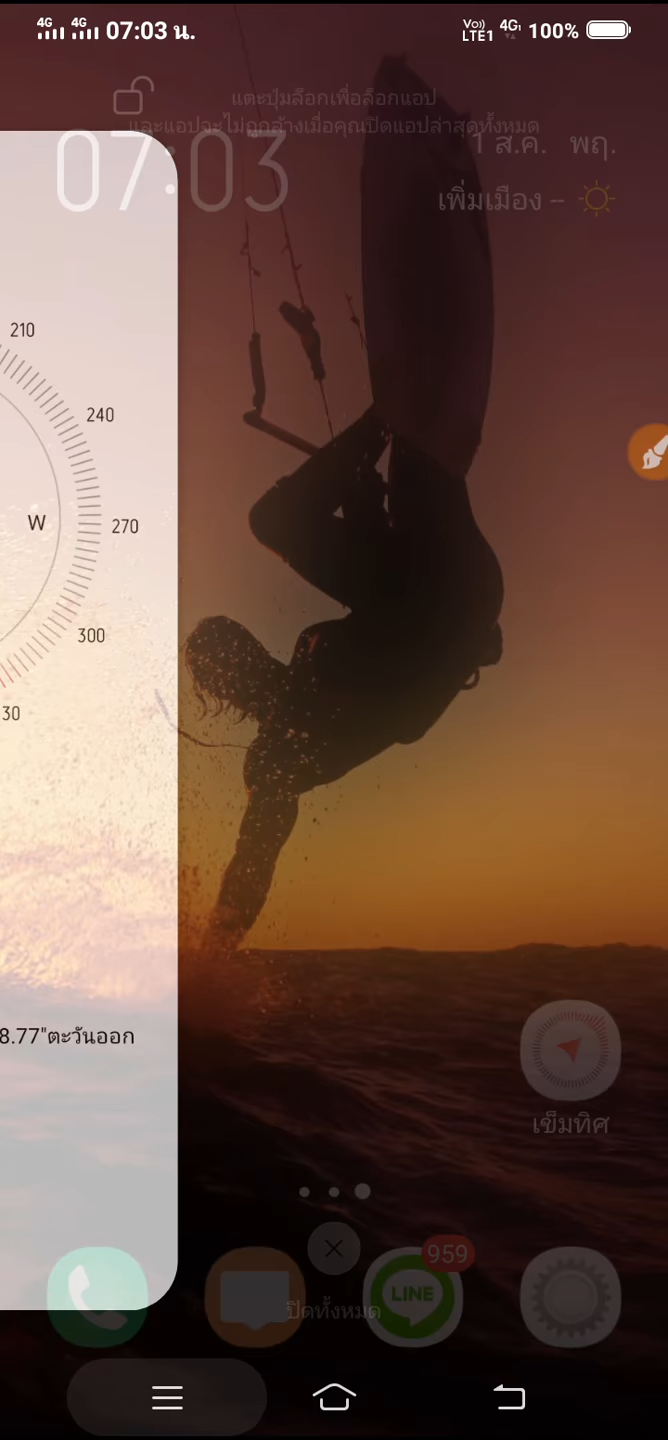 4G 4G 07:03 น. Vo)) LTE1 4G 100%
แตะปุ่มล็อกเพื่อล็อกแอป
และแอปจะไม่ถูกล้างเมื่อคุณปิดแอปล่าสุดทั้งหมด
07:03
1 ส.ค. พฤ.
เพิ่มเมือง --
210
240
W
270
300
30
8.77"ตะวันออก
เข็มทิศ
959
LINE
ปิดทั้งหมด